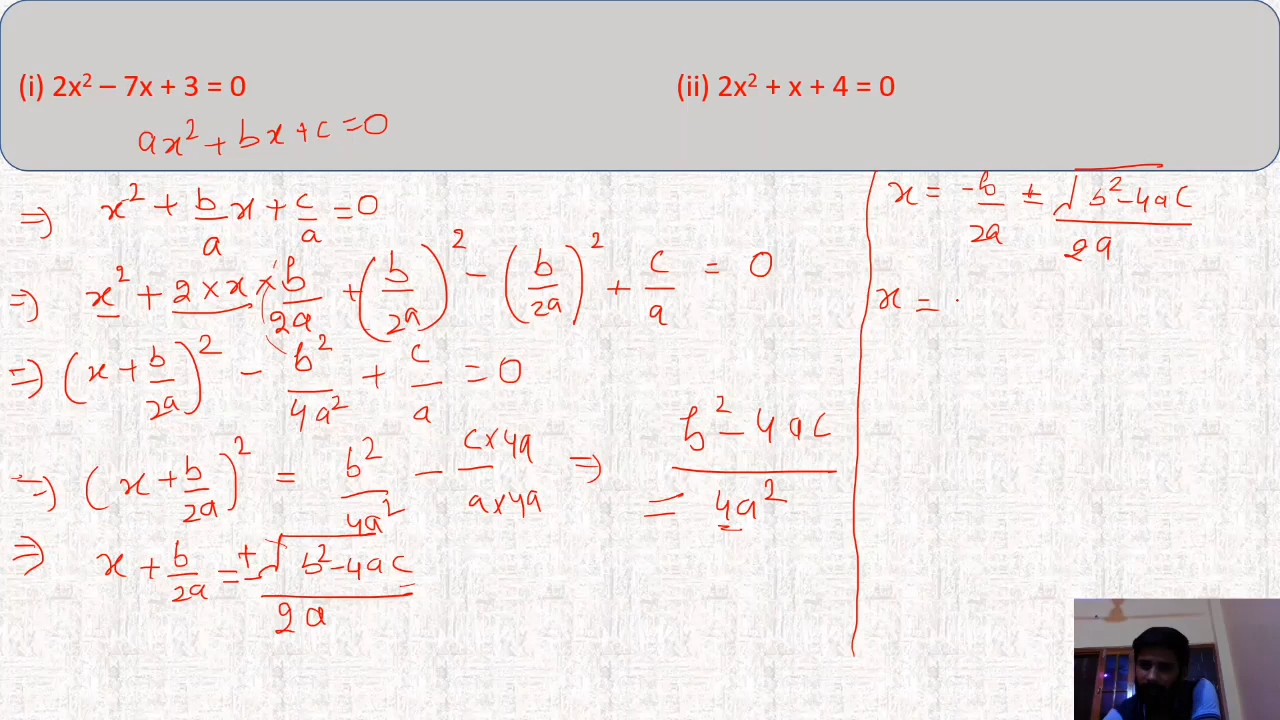 (i) 2x² – 7x + 3 = 0
(ii) 2x² + x + 4 = 0
ax² + bx + c = 0
⇒ x² + b/a x + c/a = 0
⇒ x² + 2 × x × b/2a + (b/2a)² - (b/2a)² + c/a = 0
⇒ (x + b/2a)² - b²/4a² + c/a = 0
⇒ (x + b/2a)² = b²/4a² - c×4a/a×4a ⇒ = b² - 4ac/4a²
⇒ x + b/2a = ± √b² - 4ac/2a
x = -b/2a ± √b² - 4ac/2a
x =